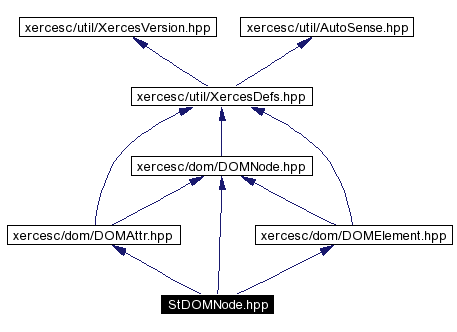 xercesc/util/XercesVersion.hpp
xercesc/util/AutoSense.hpp
xercesc/util/XercesDefs.hpp
xercesc/dom/DOMNode.hpp
xercesc/dom/DOMAttr.hpp
xercesc/dom/DOMElement.hpp
StDOMNode.hpp